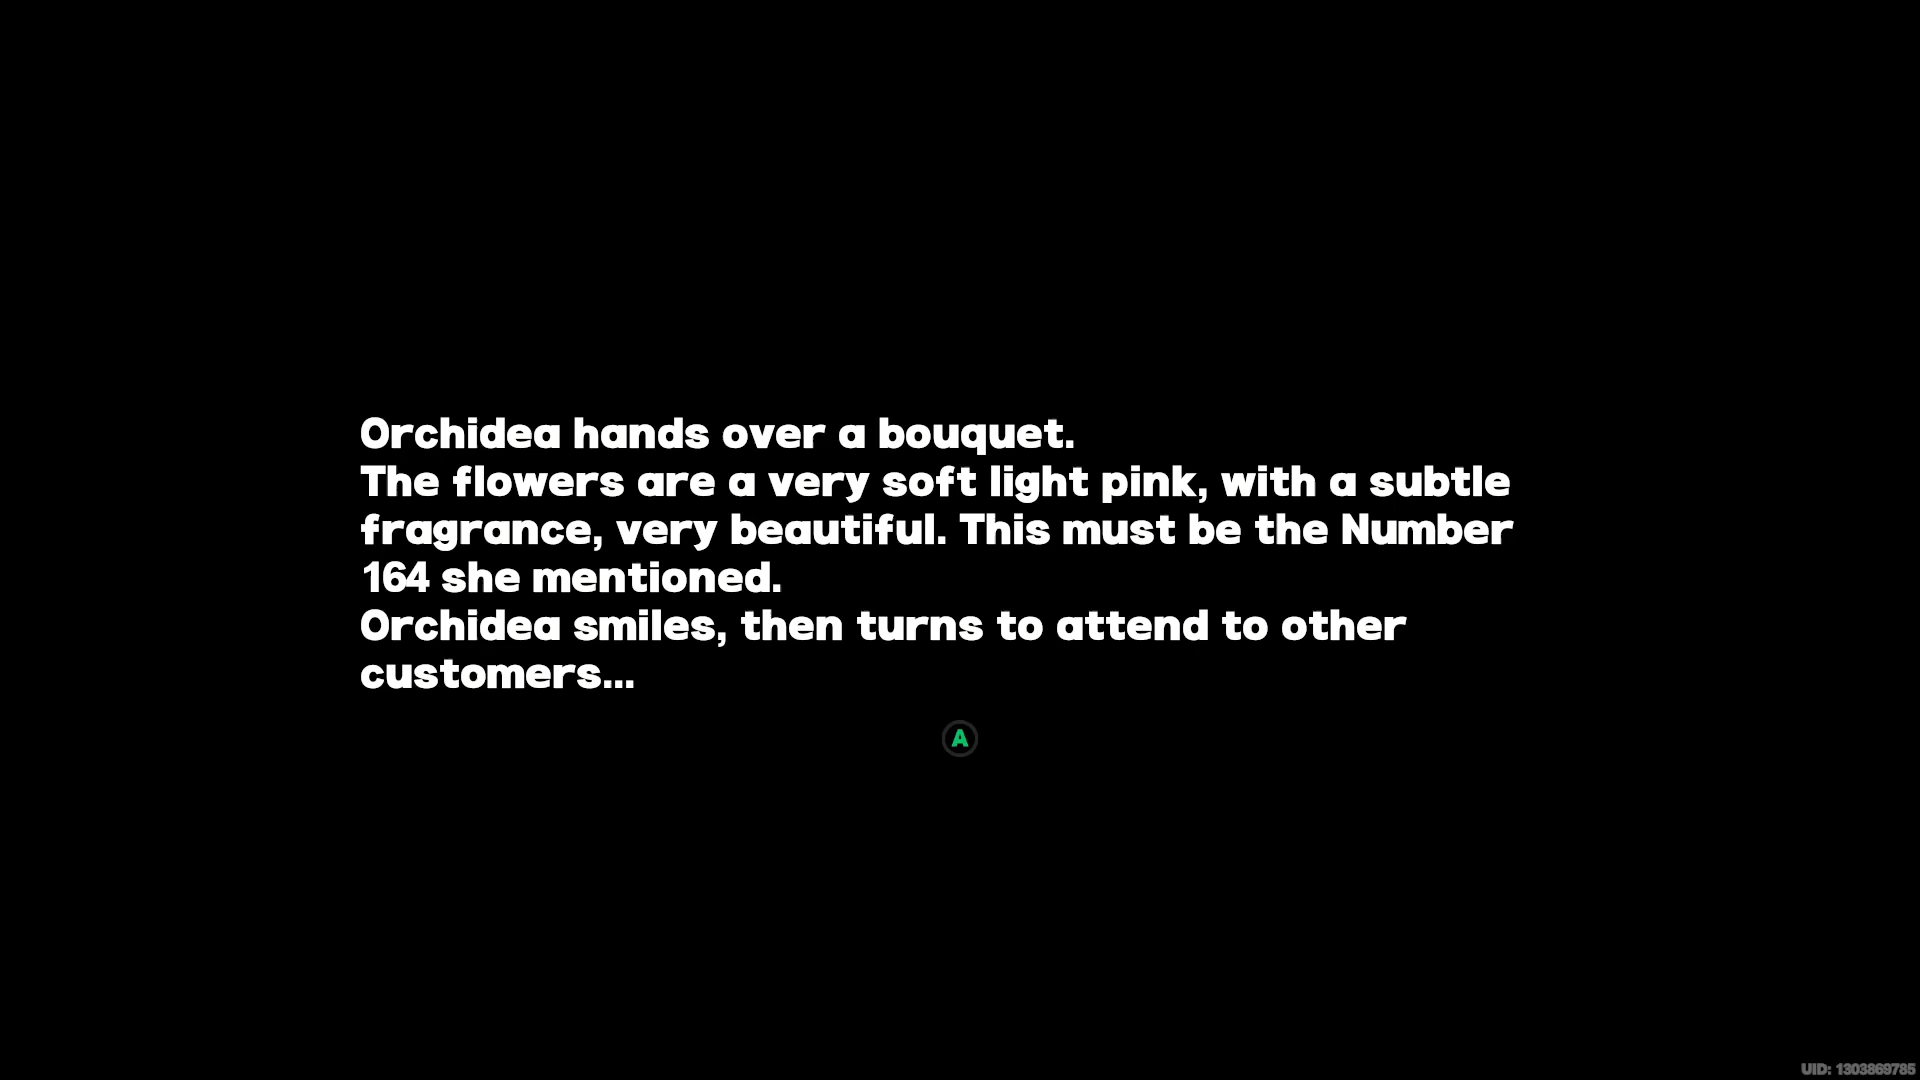 Orchidea hands over a bouquet.
The flowers are a very soft light pink, with a subtle
fragrance, very beautiful. This must be the Number
164 she mentioned.
Orchidea smiles, then turns to attend to other
customers...
A
UID: 1303869785